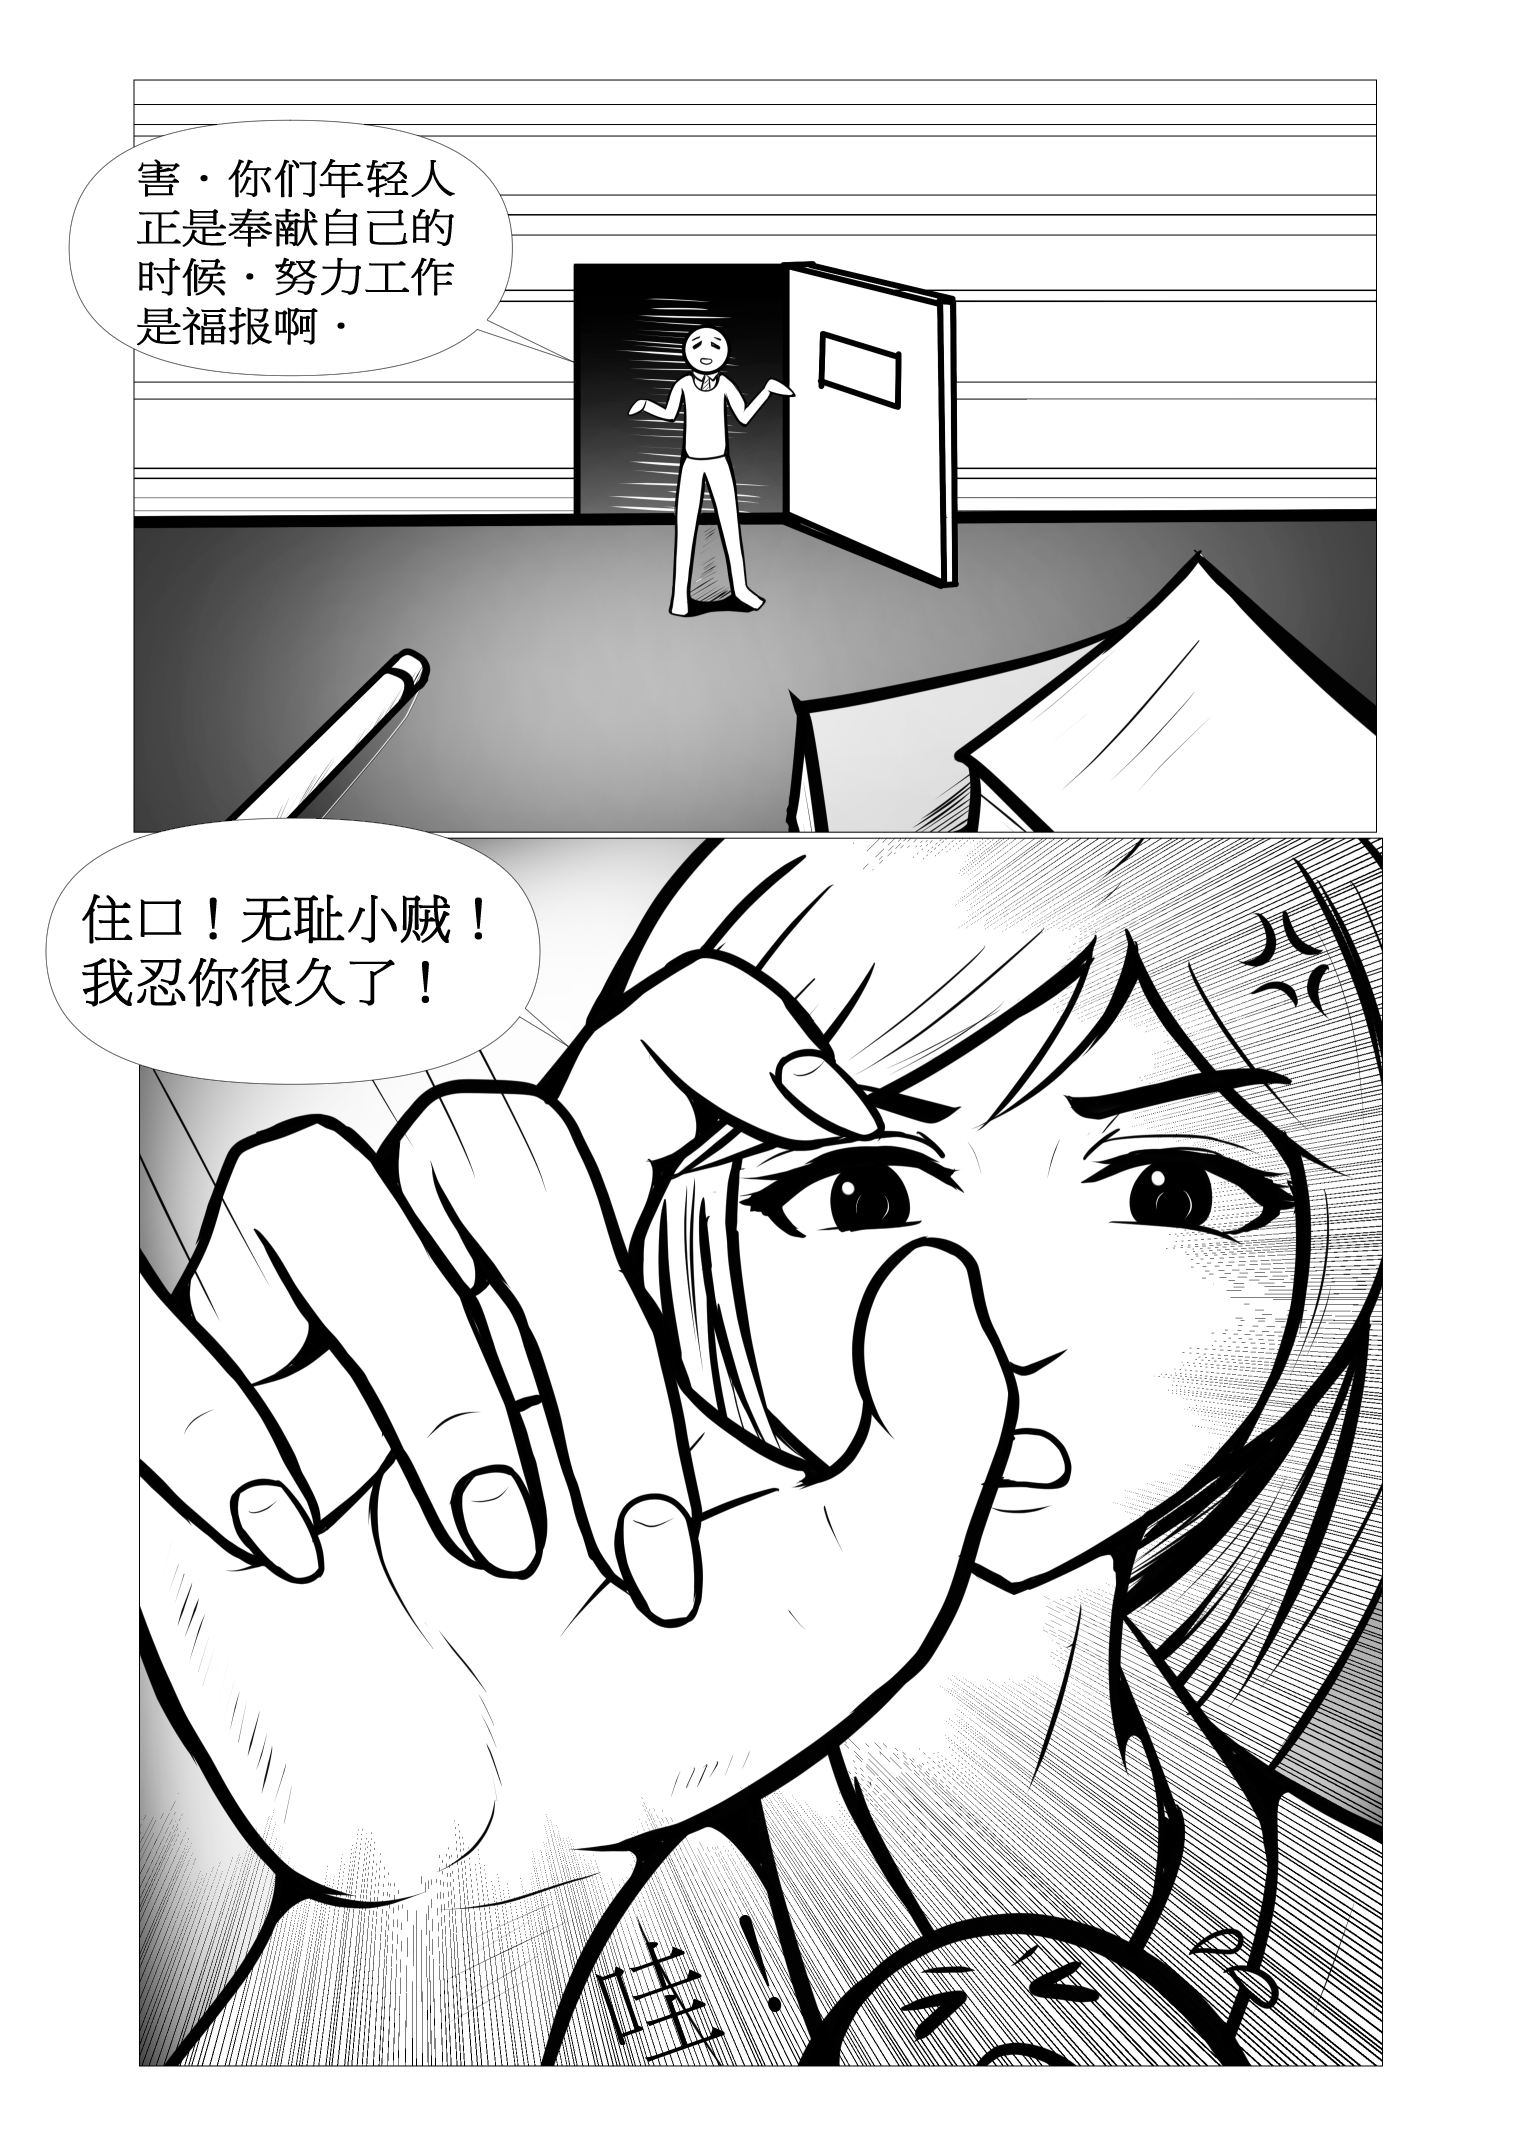 害·你们年轻人
正是奉献自己的
时候·努力工作
是福报啊·
住口！无耻小贼！
我忍你很久了！
哇！